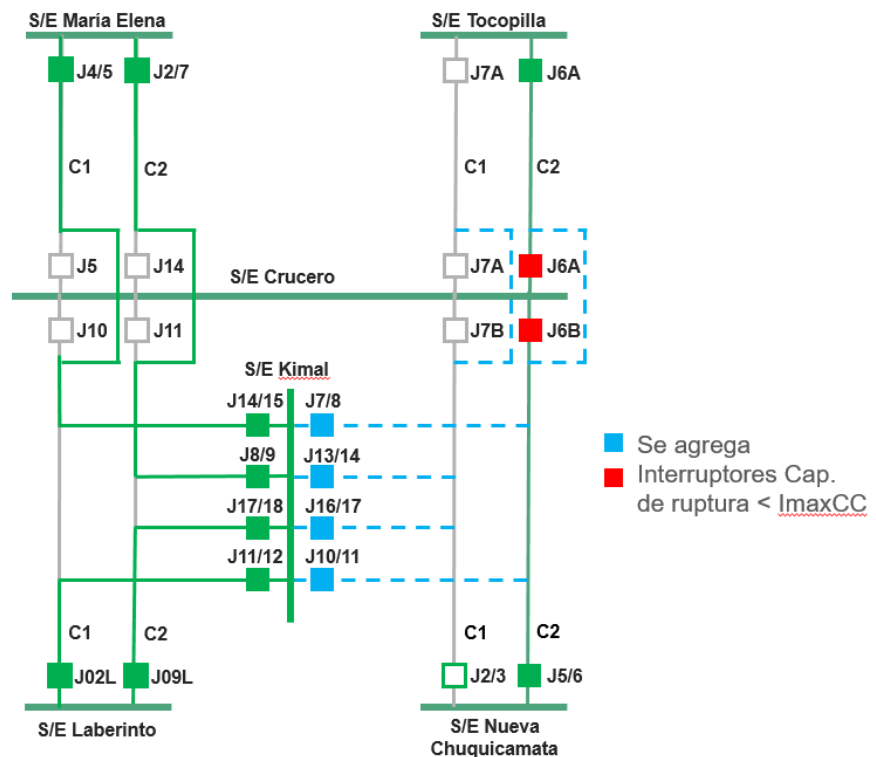 S/E María Elena
S/E Tocopilla
J4/5
J2/7
J7A
J6A
C1
C2
C1
C2
J5
J14
J7A
J6A
S/E Crucero
J10
J11
J7B
J6B
S/E Kimal
J14/15
J7/8
J8/9
J13/14
Se agrega
Interruptores Cap.
de ruptura < ImaxCC
J17/18
J16/17
J11/12
J10/11
C1
C2
C1
C2
J02L
J09L
J2/3
J5/6
S/E Laberinto
S/E Nueva
Chuquicamata